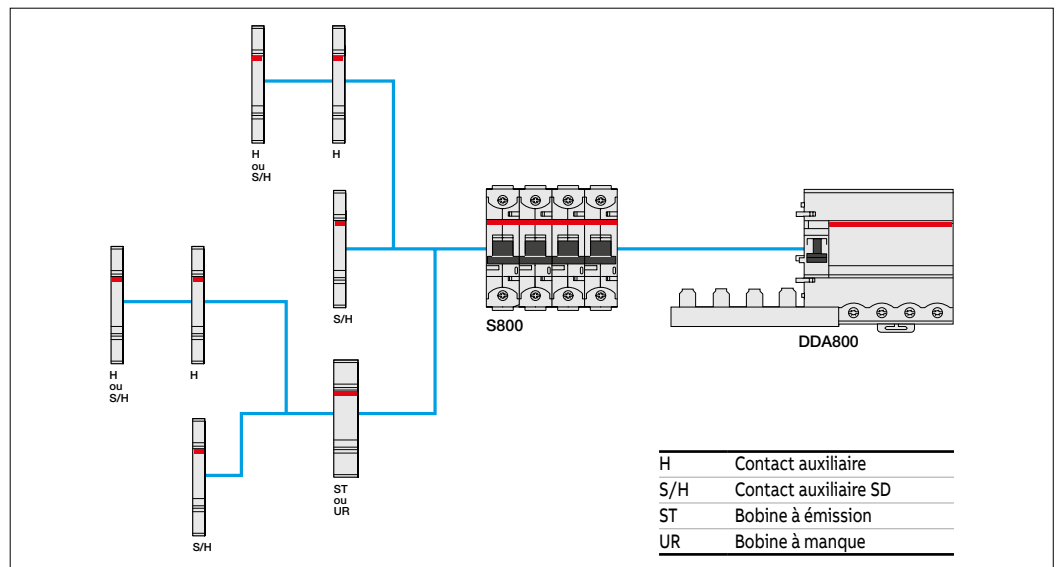 H
ou
S/H
H
S/H
S800
DDA800
H
ou
S/H
H
S/H
ST
ou
UR
H Contact auxiliaire
S/H Contact auxiliaire SD
ST Bobine à émission
UR Bobine à manque